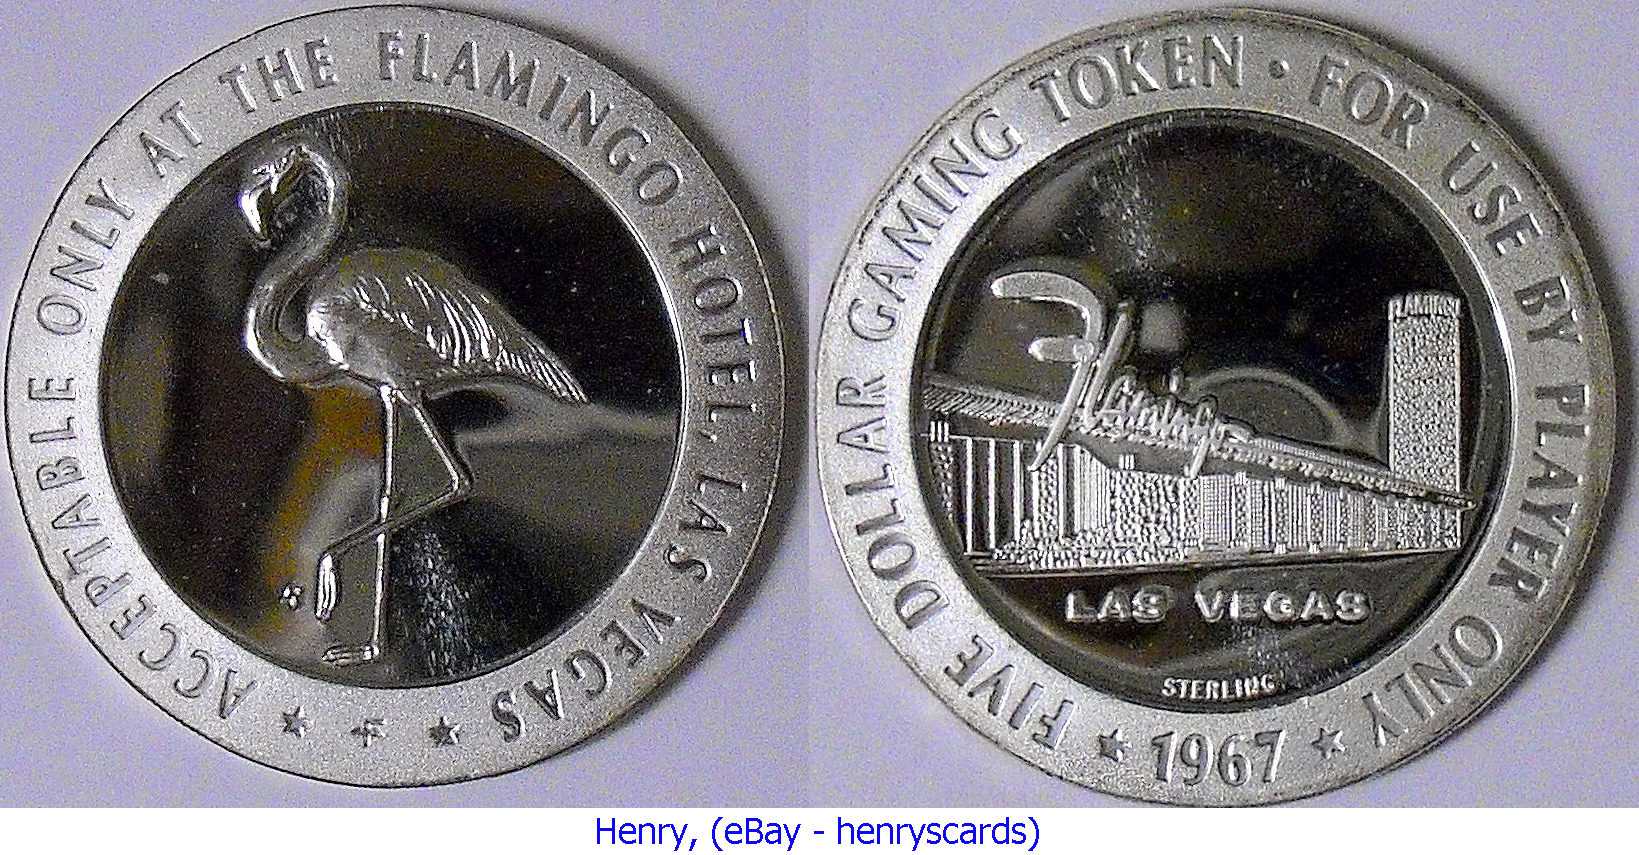 ACCEPTABLE ONLY AT THE FLAMINGO HOTEL, LAS VEGAS
FIVE DOLLAR GAMING TOKEN · FOR USE BY PLAYER ONLY
1967
FLAMINGO
Flamingo
LAS VEGAS
STERLING
Henry, (eBay - henryscards)